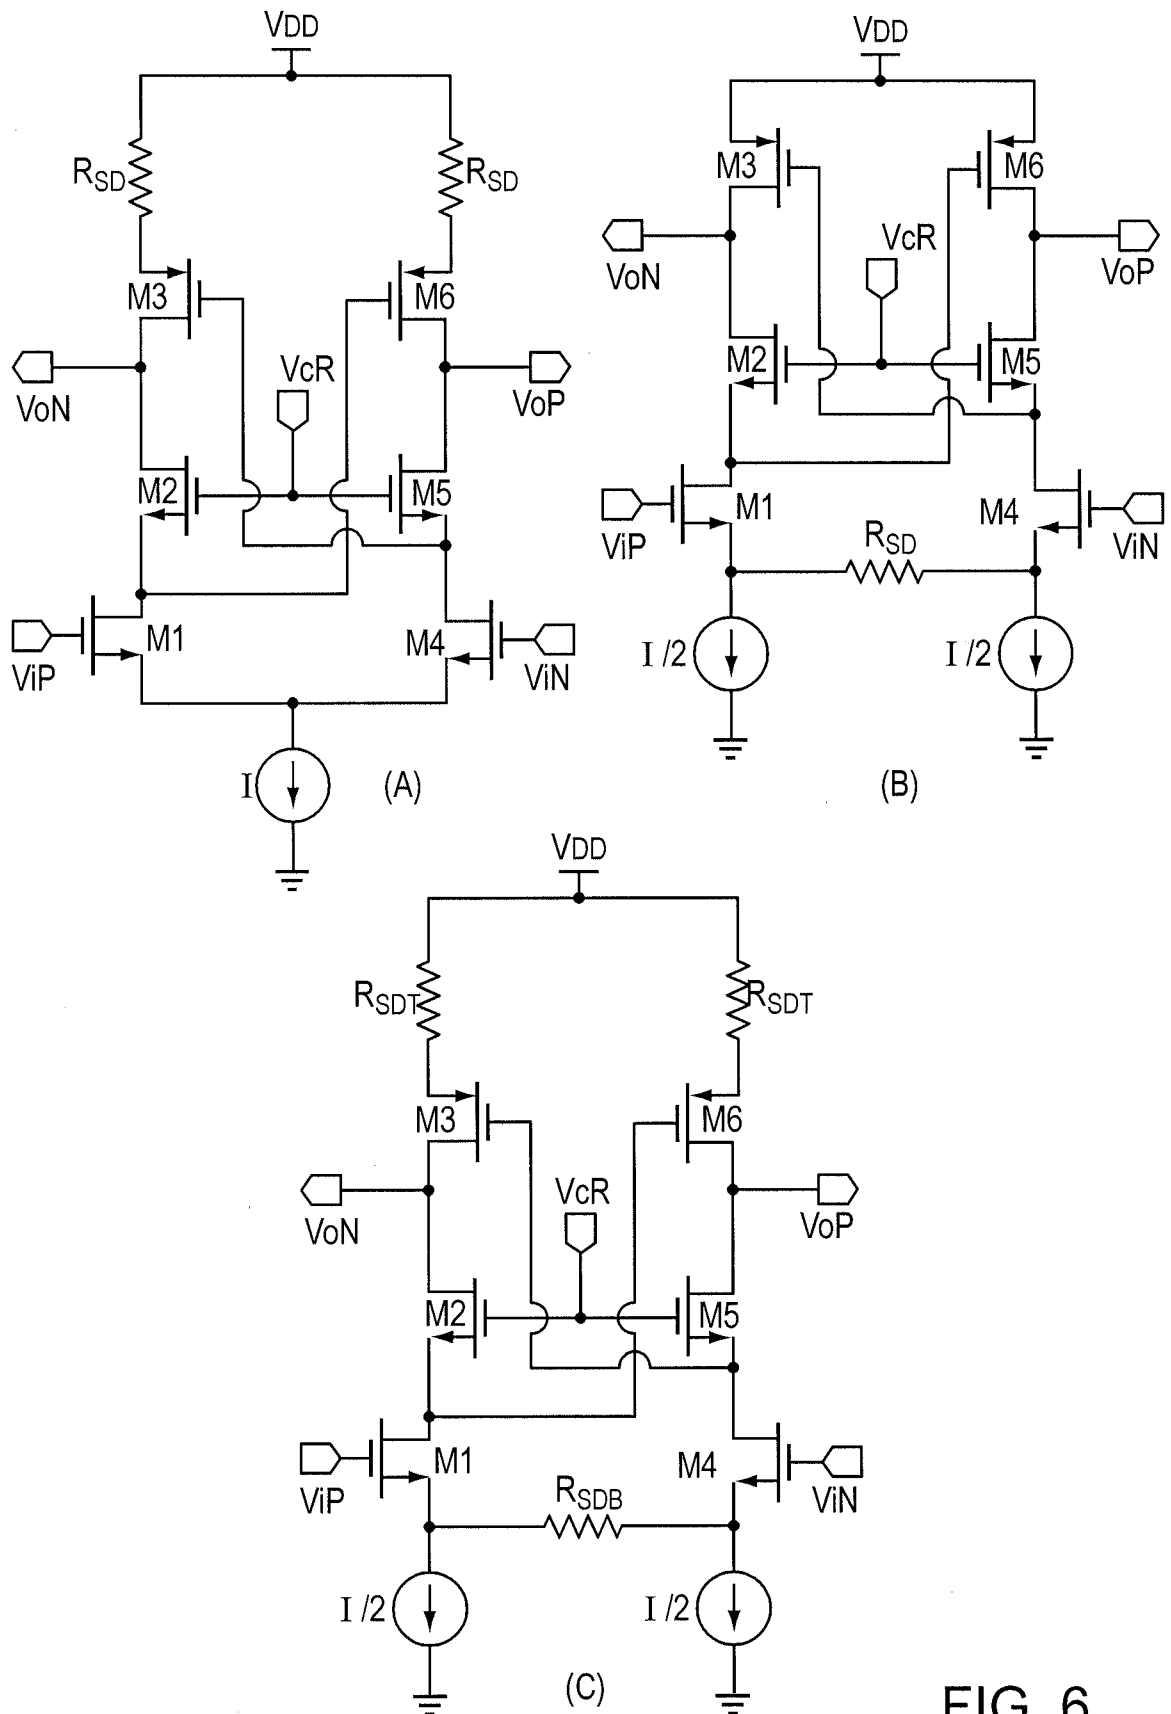 VDD
RSD
RSD
M3
M6
VoN
VcR
VoP
M2
M5
ViP
M1
M4
ViN
I
(A)
VDD
M3
M6
VoN
VcR
VoP
M2
M5
ViP
M1
RSD
M4
ViN
I/2
I/2
(B)
VDD
RSDT
RSDT
M3
M6
VoN
VcR
VoP
M2
M5
ViP
M1
RSDB
M4
ViN
I/2
I/2
(C)
FIG. 6